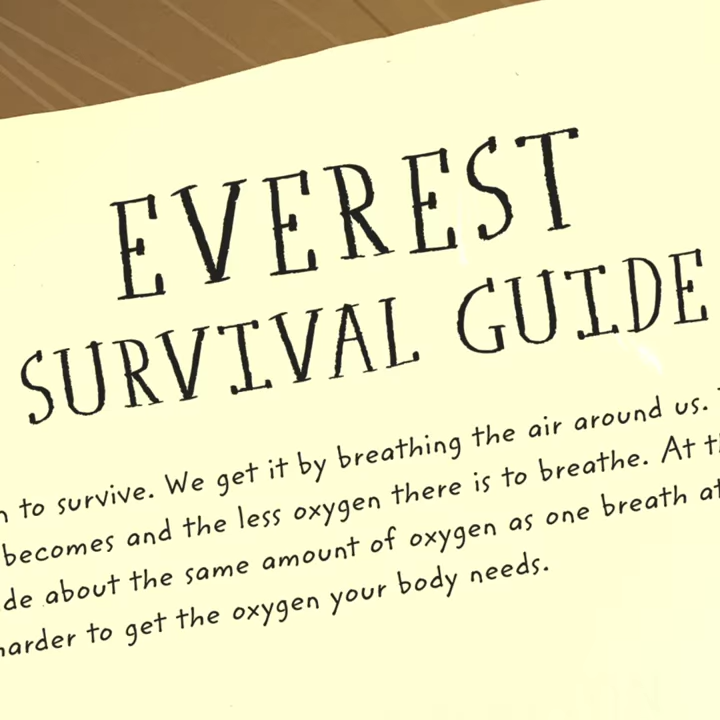 EVEREST
SURVIVAL GUIDE
to survive. We get it by breathing the air around us.
becomes and the less oxygen there is to breathe. At
about the same amount of oxygen as one breath at
harder to get the oxygen your body needs.